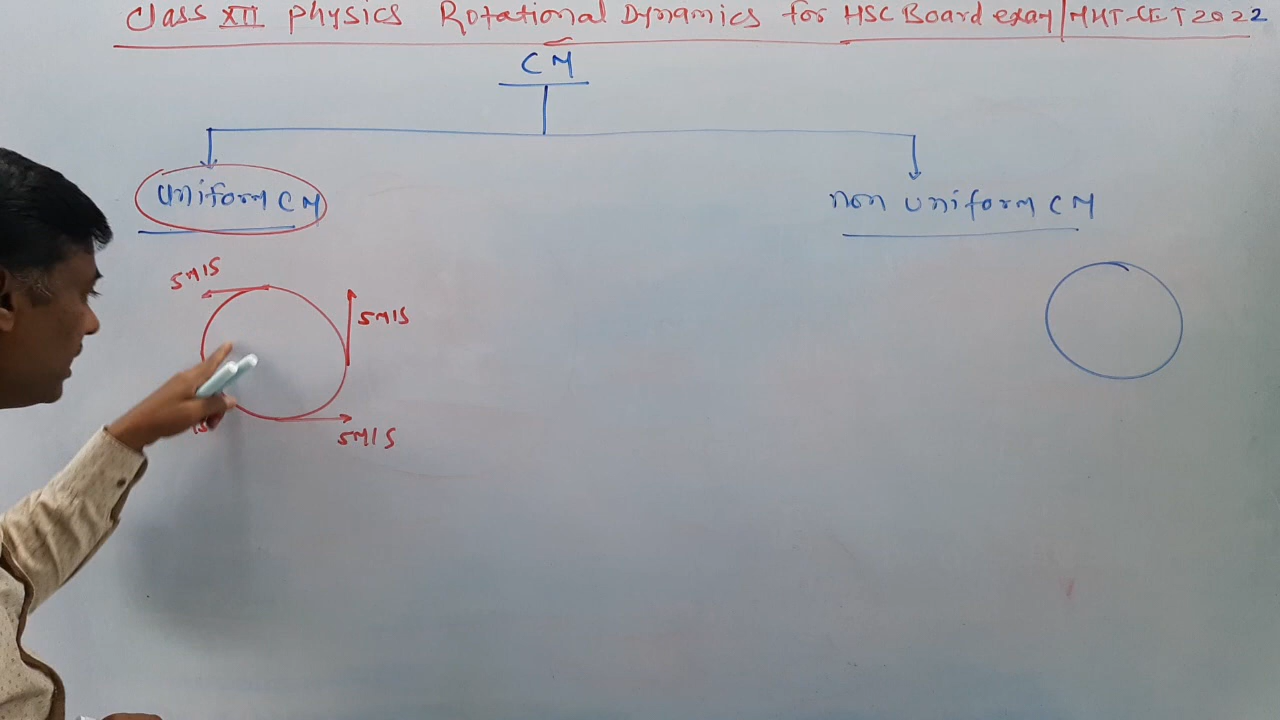 Class XII physics Rotational Dynamics for HSC Board exam/MHT-CET 2022
CM
uniform CM
non uniform CM
5M/S
5M/S
5M/S